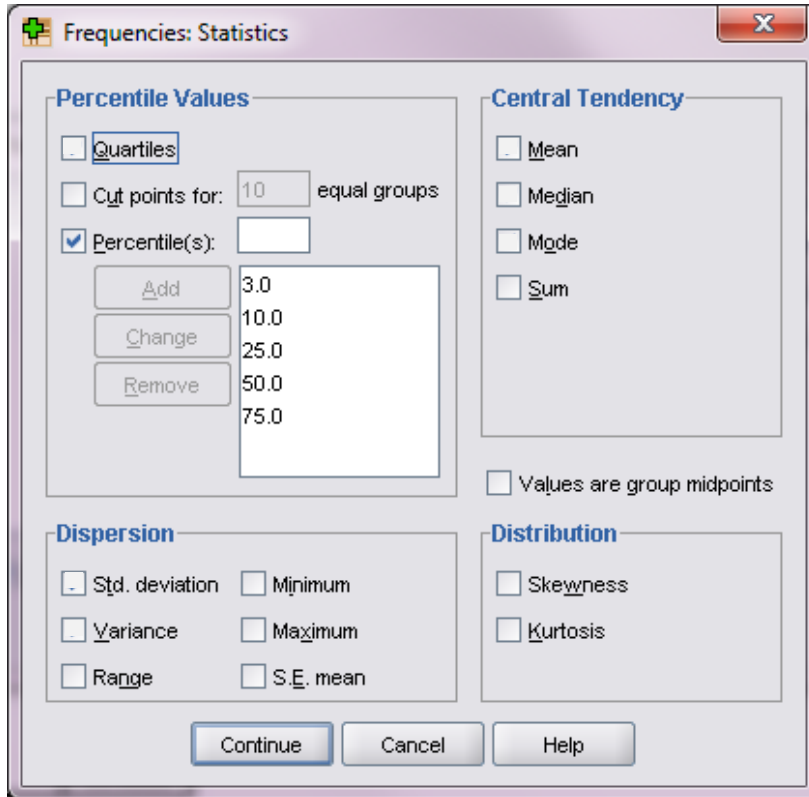 Frequencies: Statistics
Percentile Values
Quartiles
Cut points for: 10 equal groups
Percentile(s):
Add
Change
Remove
3.0
10.0
25.0
50.0
75.0
Central Tendency
Mean
Median
Mode
Sum
Values are group midpoints
Dispersion
Std. deviation
Minimum
Variance
Maximum
Range
S.E. mean
Distribution
Skewness
Kurtosis
Continue
Cancel
Help